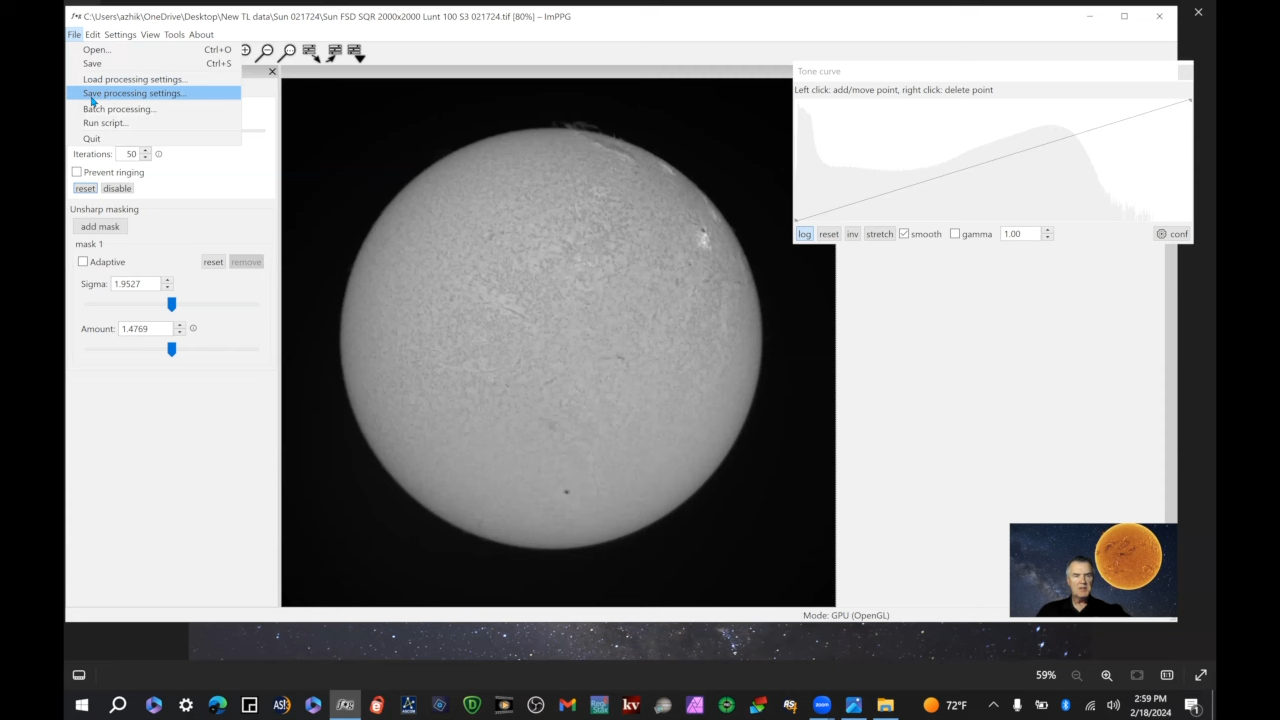 C:\Users\azhik\OneDrive\Desktop\New TL data\Sun 021724\Sun FSD SQR 2000x2000 Lunt 100 S3 021724.tif [80%] – ImPPG
File Edit Settings View Tools About
Open... Ctrl+O
Save Ctrl+S
Load processing settings...
Save processing settings...
Batch processing...
Run script...
Quit
Iterations: 50
Prevent ringing
reset disable
Unsharp masking
add mask
mask 1
Adaptive reset remove
Sigma: 1.9527
Amount: 1.4769
Tone curve
Left click: add/move point, right click: delete point
log reset inv stretch smooth gamma 1.00 conf
Mode: GPU (OpenGL)
59%
72°F
2:59 PM
2/18/2024